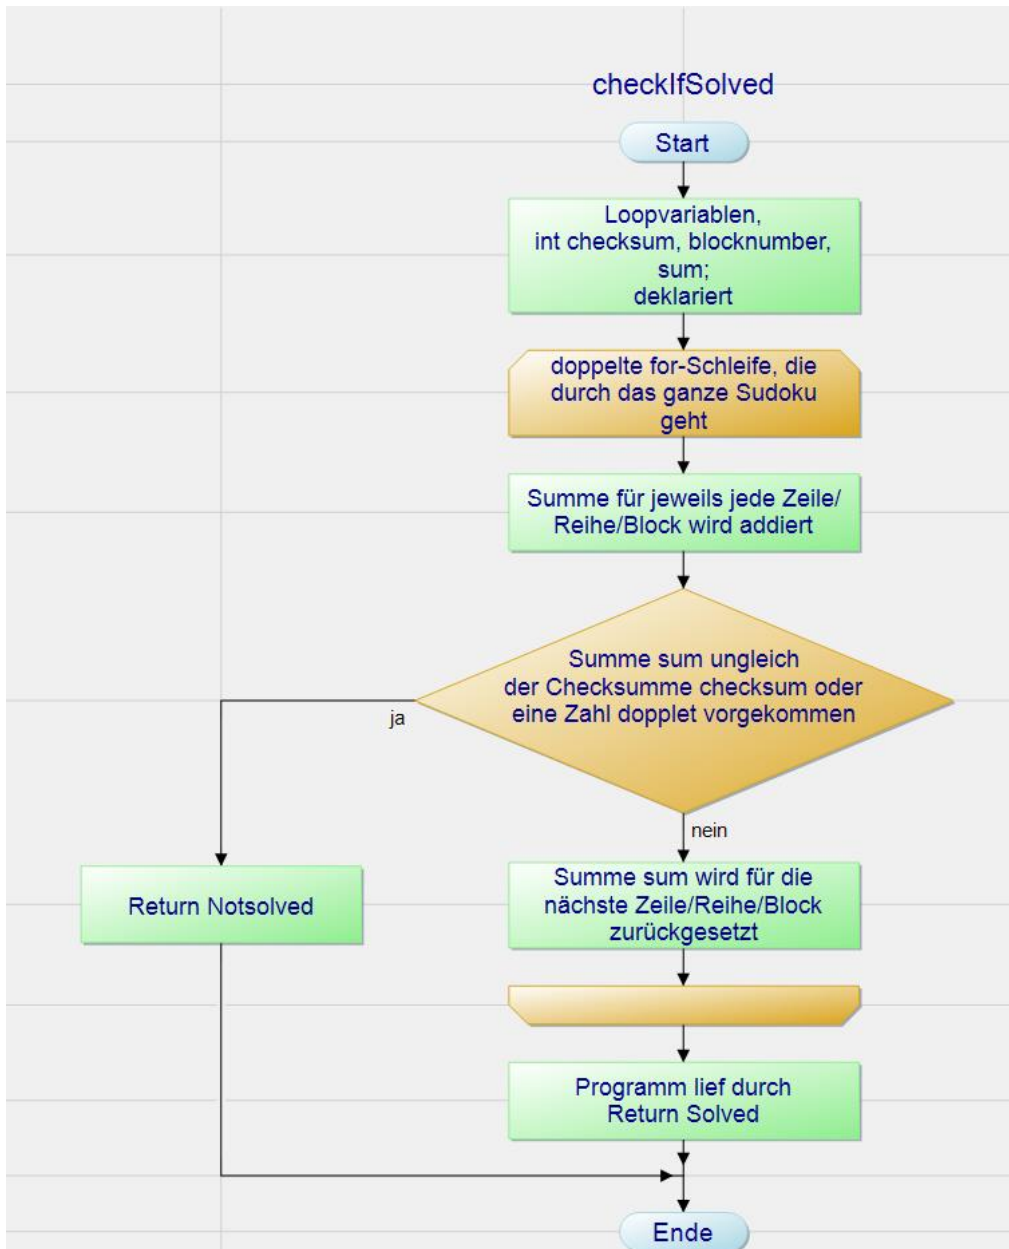 checkIfSolved
Start
Loopvariablen,
int checksum, blocknumber,
sum;
deklariert
doppelte for-Schleife, die
durch das ganze Sudoku
geht
Summe für jeweils jede Zeile/
Reihe/Block wird addiert
Summe sum ungleich
der Checksumme checksum oder
eine Zahl dopplet vorgekommen
ja
nein
Return Notsolved
Summe sum wird für die
nächste Zeile/Reihe/Block
zurückgesetzt
Programm lief durch
Return Solved
Ende